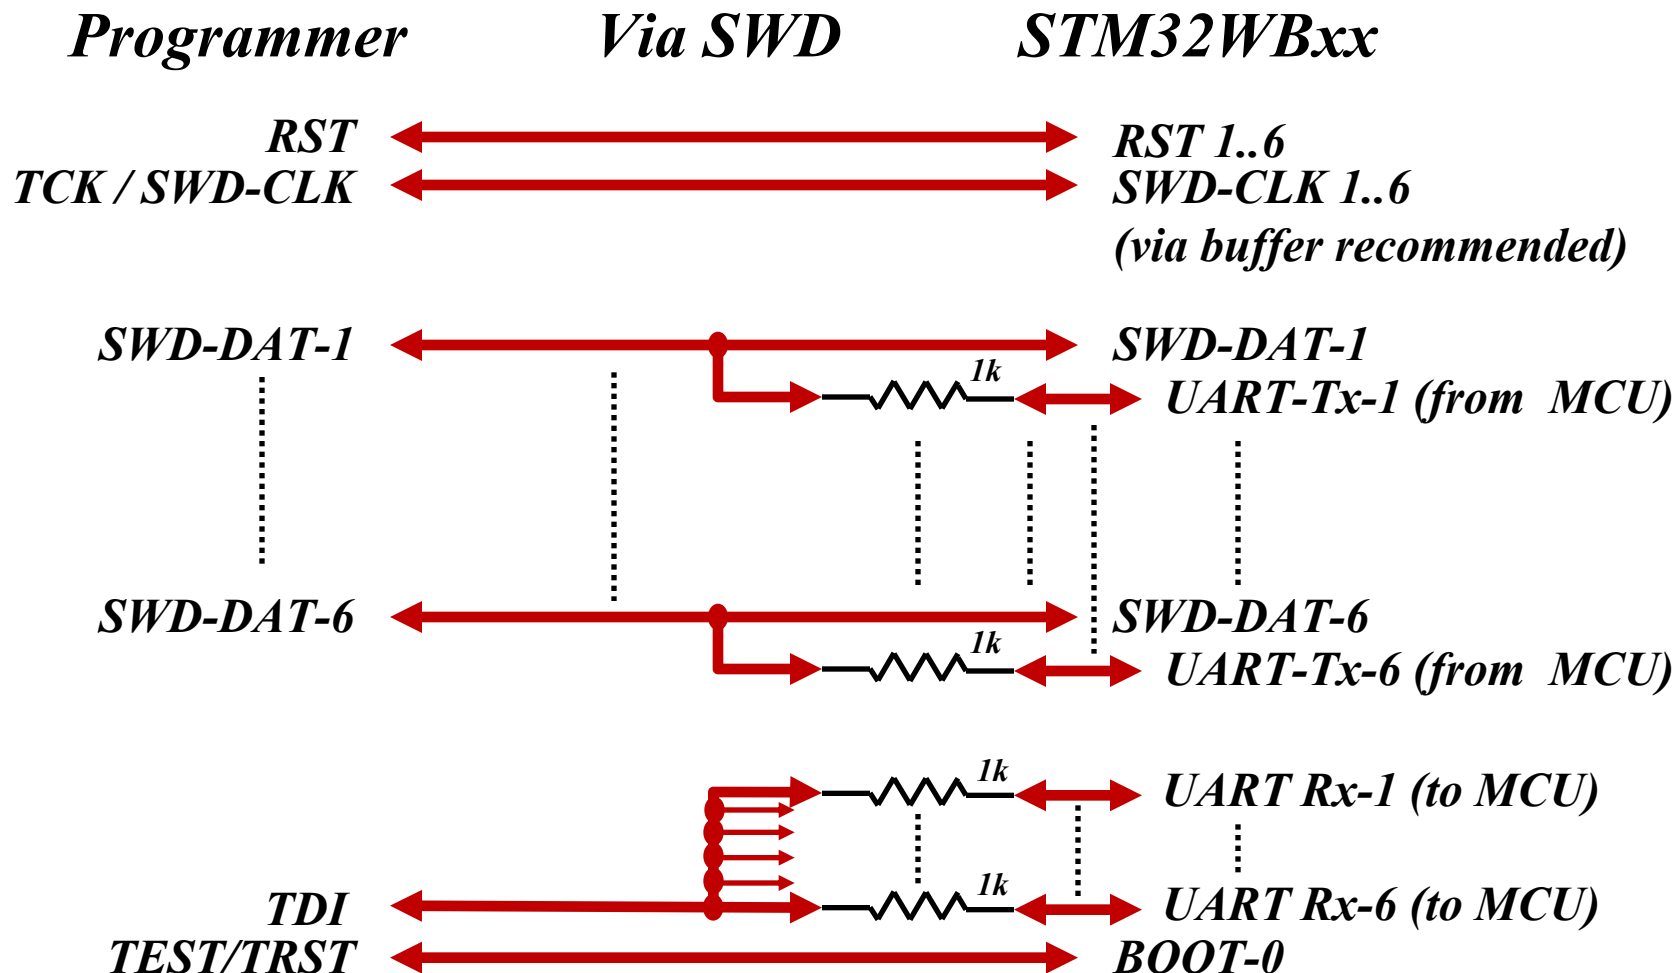 Programmer Via SWD STM32WBxx
RST RST 1..6
TCK / SWD-CLK SWD-CLK 1..6
(via buffer recommended)
SWD-DAT-1 SWD-DAT-1
1k
UART-Tx-1 (from MCU)
SWD-DAT-6 SWD-DAT-6
1k
UART-Tx-6 (from MCU)
1k
UART Rx-1 (to MCU)
1k
TDI UART Rx-6 (to MCU)
TEST/TRST BOOT-0